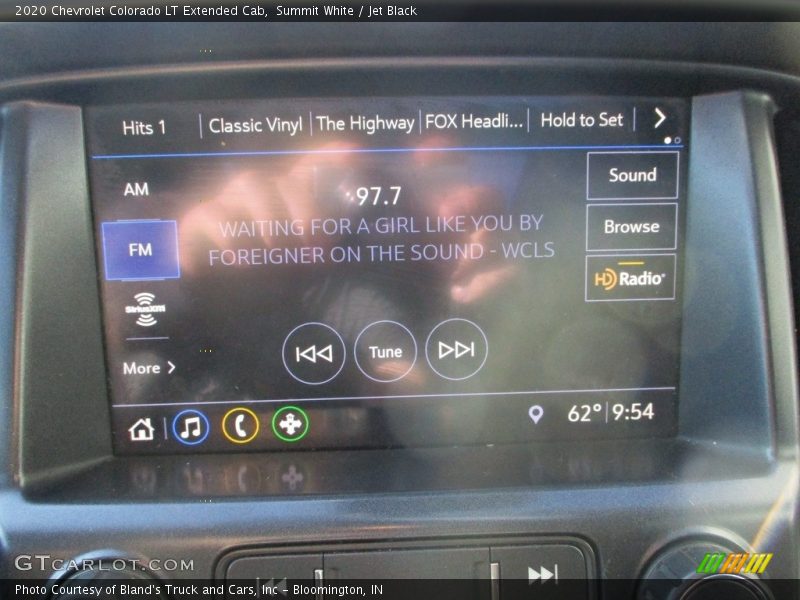 2020 Chevrolet Colorado LT Extended Cab,  Summit White / Jet Black
Hits 1
Classic Vinyl
The Highway
FOX Headli...
Hold to Set
AM
FM
SiriusXM
More
97.7
WAITING FOR A GIRL LIKE YOU BY
FOREIGNER ON THE SOUND - WCLS
Sound
Browse
HD Radio
Tune
62° 9:54
GTCARLOT.COM
Photo Courtesy of Bland's Truck and Cars, Inc – Bloomington, IN